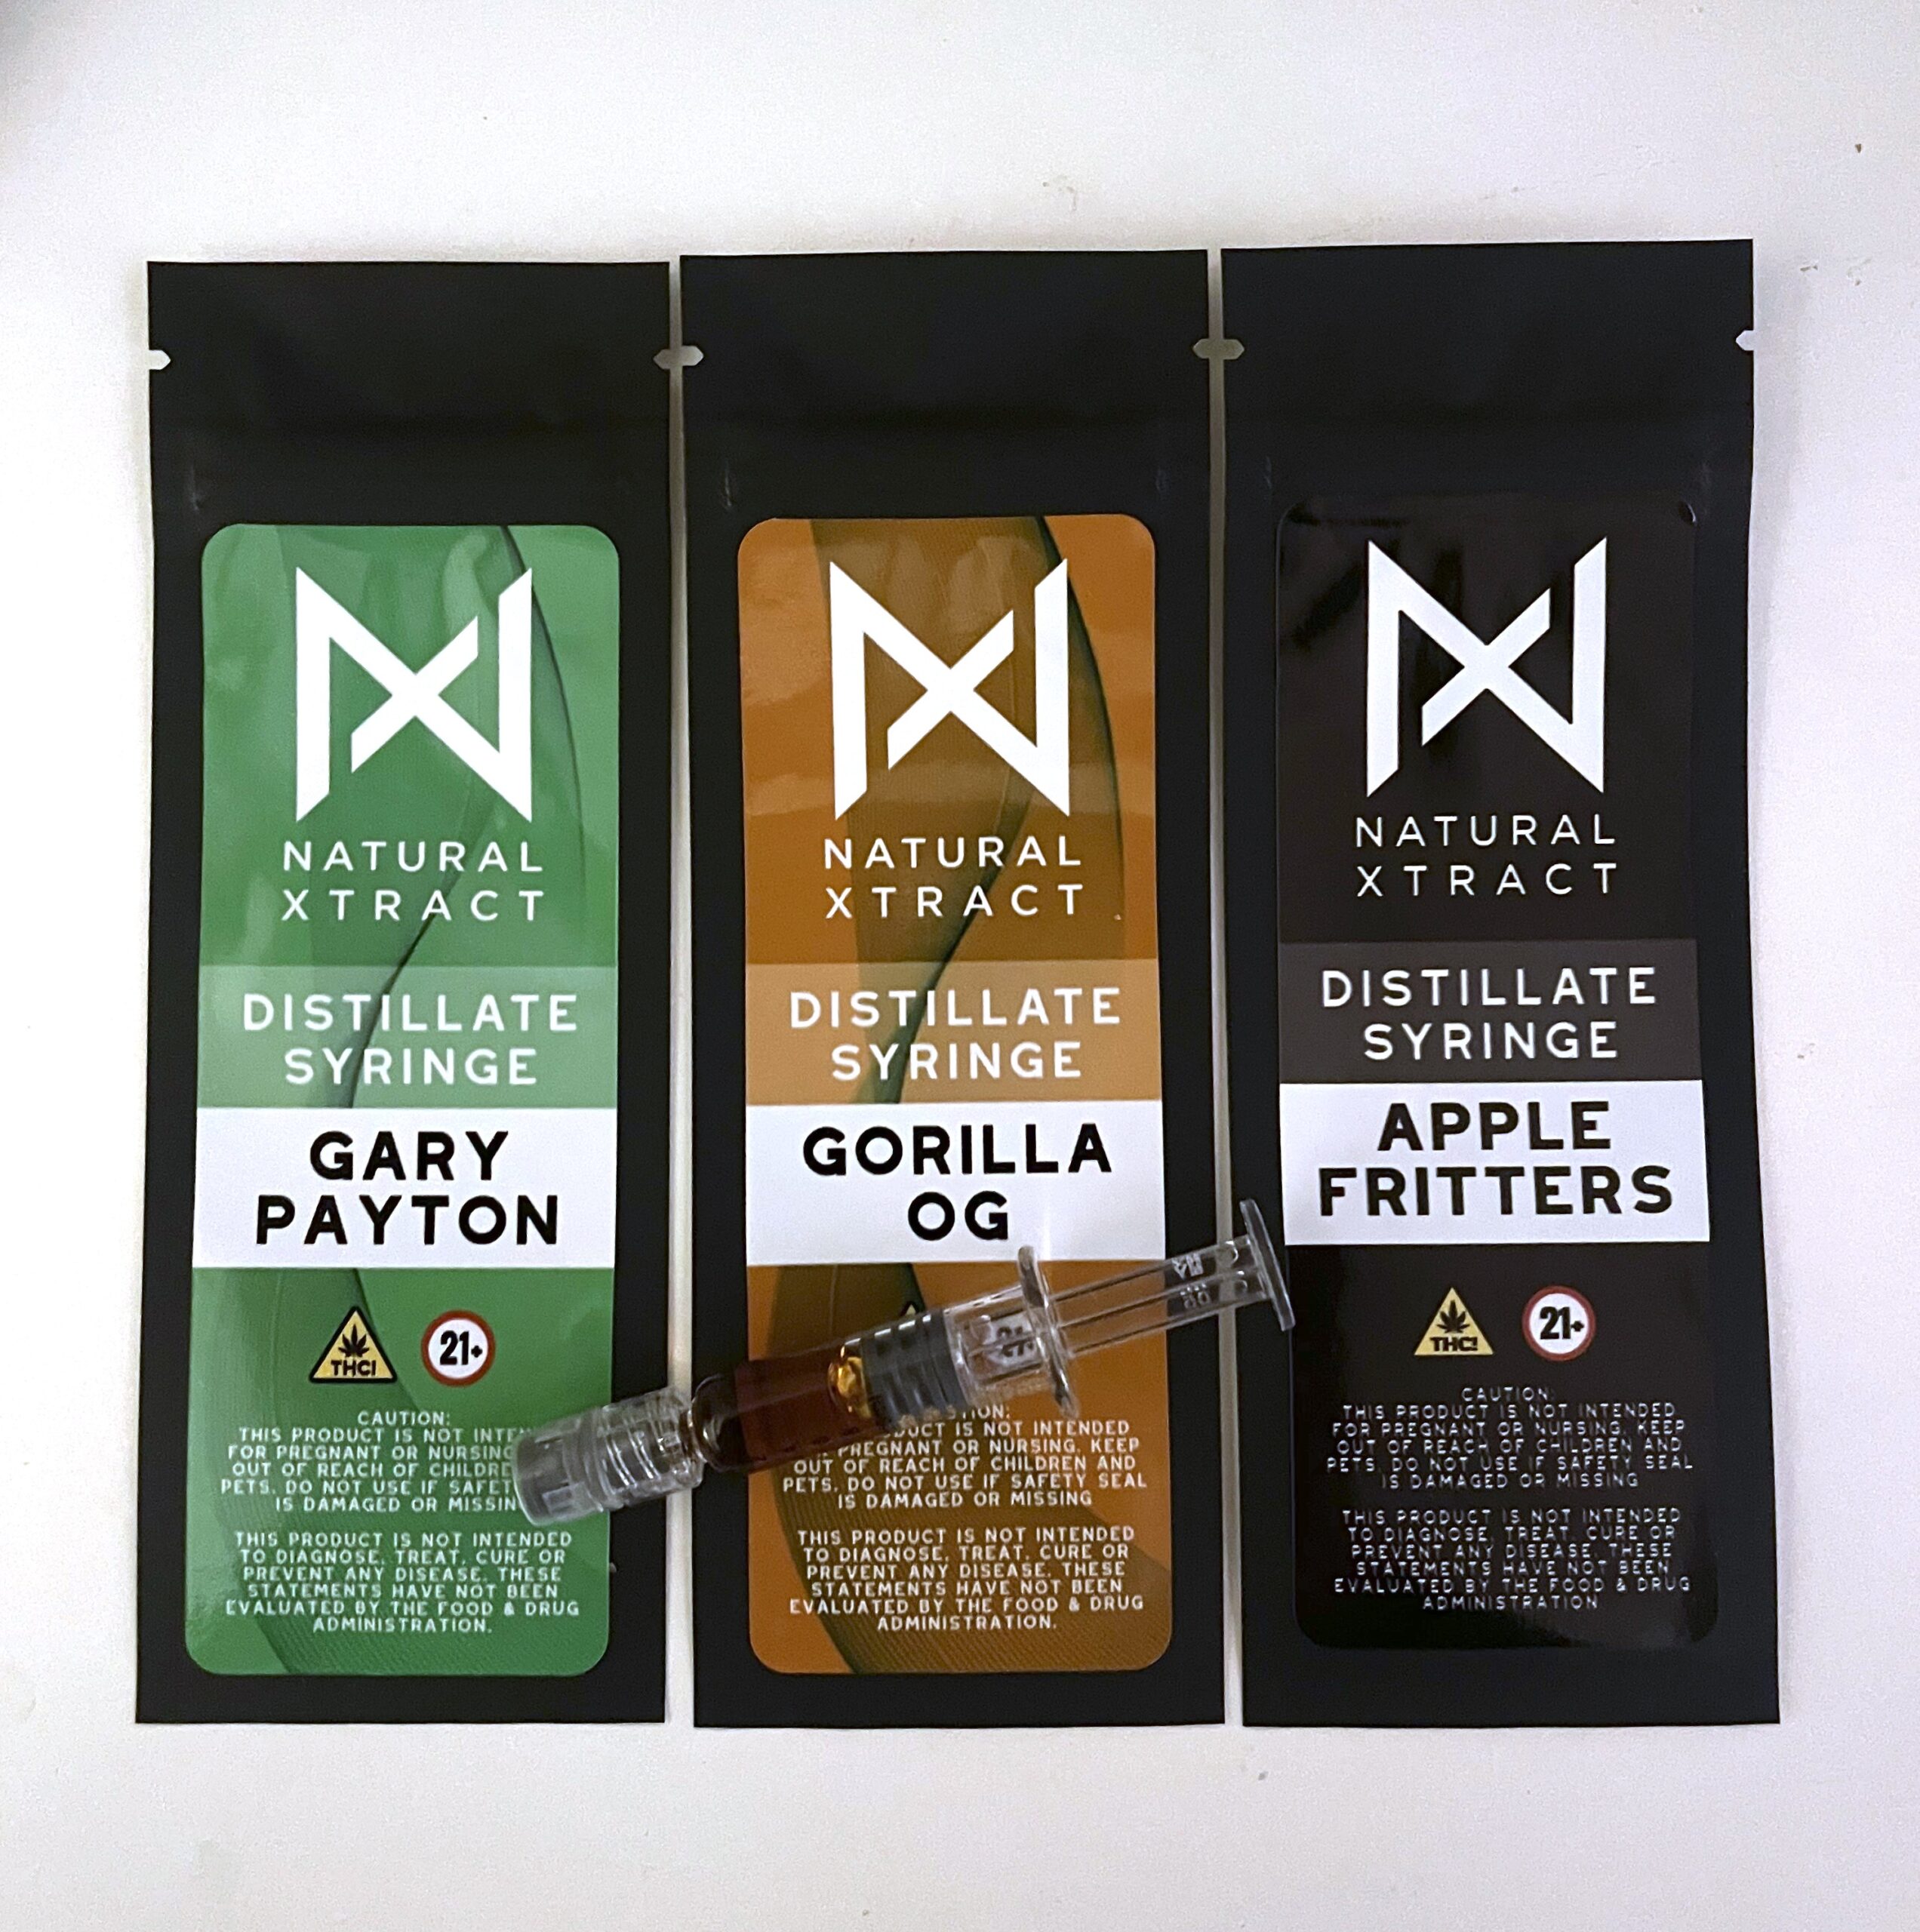 NATURAL
XTRACT
DISTILLATE
SYRINGE
GARY
PAYTON
THC!
21+
CAUTION:
THIS PRODUCT IS NOT
FOR PREGNANT OR NURSING
OUT OF REACH OF
PETS. DO NOT USE IF
IS DAMAGED OR
THIS PRODUCT IS NOT INTENDED
TO DIAGNOSE, TREAT, CURE OR
PREVENT ANY DISEASE. THESE
STATEMENTS HAVE NOT BEEN
EVALUATED BY THE FOOD & DRUG
ADMINISTRATION.
NATURAL
XTRACT
DISTILLATE
SYRINGE
GORILLA
OG
IS NOT INTENDED
PREGNANT OR NURSING. KEEP
OUT OF REACH OF CHILDREN AND
PETS. DO NOT USE IF SAFETY SEAL
IS DAMAGED OR MISSING
THIS PRODUCT IS NOT INTENDED
TO DIAGNOSE, TREAT, CURE OR
PREVENT ANY DISEASE. THESE
STATEMENTS HAVE NOT BEEN
EVALUATED BY THE FOOD & DRUG
ADMINISTRATION.
NATURAL
XTRACT
DISTILLATE
SYRINGE
APPLE
FRITTERS
THC!
21+
CAUTION:
THIS PRODUCT IS NOT INTENDED
FOR PREGNANT OR NURSING. KEEP
OUT OF REACH OF CHILDREN AND
PETS. DO NOT USE IF SAFETY SEAL
IS DAMAGED OR MISSING
THIS PRODUCT IS NOT INTENDED
TO DIAGNOSE, TREAT, CURE OR
PREVENT ANY DISEASE. THESE
STATEMENTS HAVE NOT BEEN
EVALUATED BY THE FOOD & DRUG
ADMINISTRATION